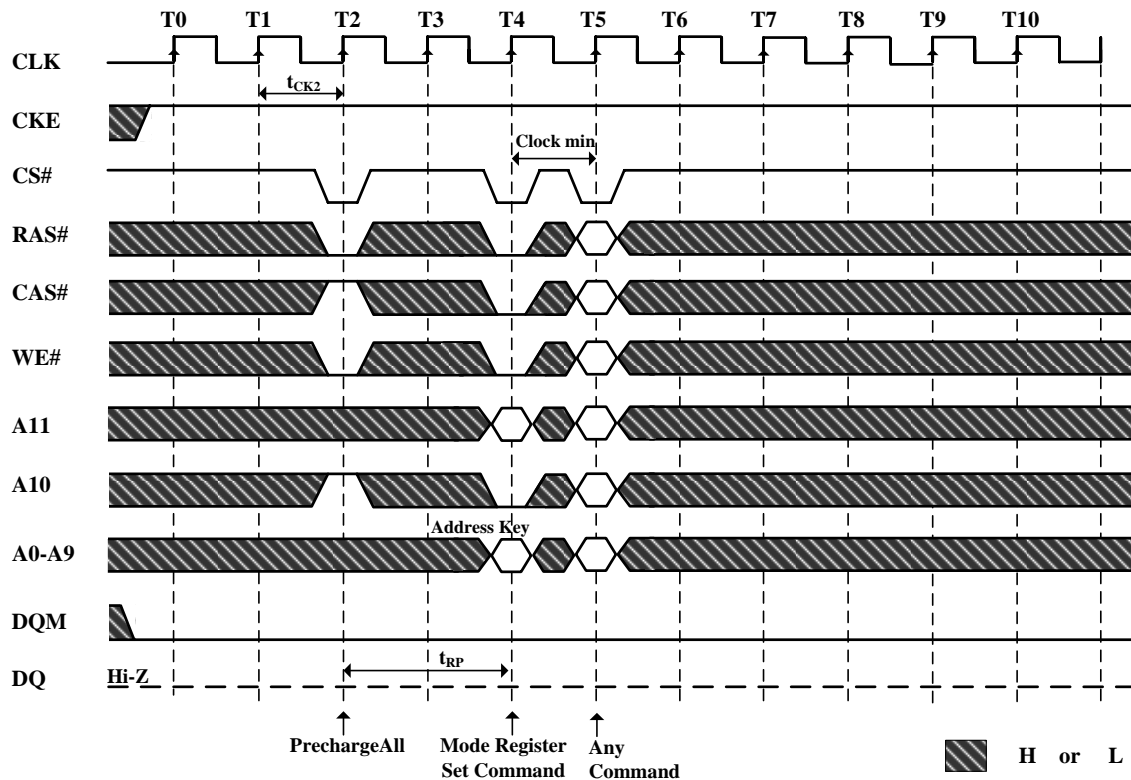 T0 T1 T2 T3 T4 T5 T6 T7 T8 T9 T10
CLK
tCK2
CKE
Clock min
CS#
RAS#
CAS#
WE#
A11
A10
Address Key
A0-A9
DQM
tRP
DQ Hi-Z
PrechargeAll
Mode Register
Set Command
Any
Command
H or L